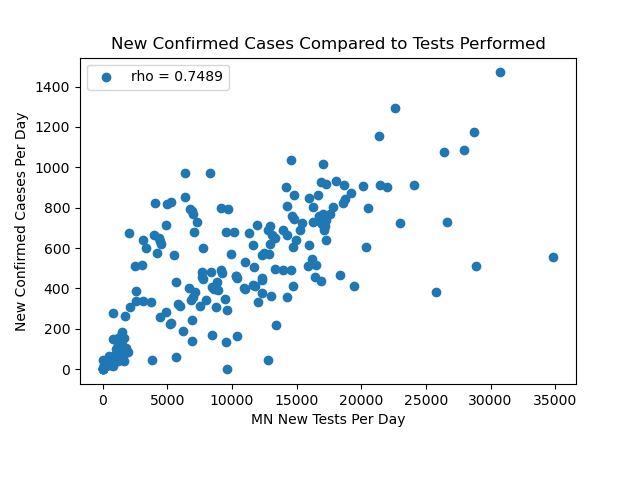 New Confirmed Cases Compared to Tests Performed
rho = 0.7489
1400
1200
1000
800
600
400
200
0
New Confirmed Caeses Per Day
0 5000 10000 15000 20000 25000 30000 35000
MN New Tests Per Day